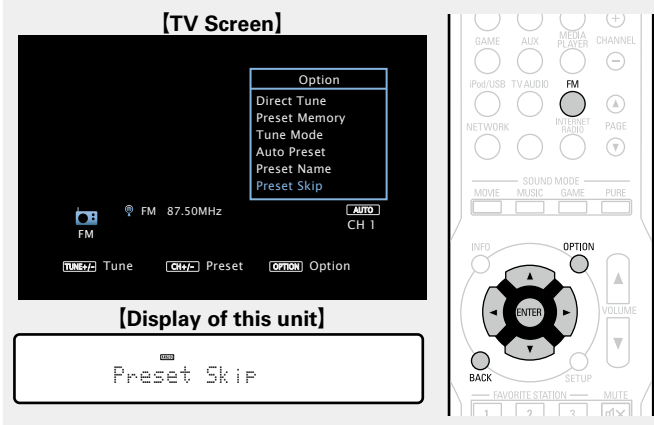 【TV Screen】
Option
Direct Tune
Preset Memory
Tune Mode
Auto Preset
Preset Name
Preset Skip
FM 87.50MHz
AUTO
CH 1
FM
TUNE+/- Tune
CH+/- Preset
OPTION Option
【Display of this unit】
Preset Skip
GAME
AUX
MEDIA PLAYER
CHANNEL
iPod/USB
TV AUDIO
FM
NETWORK
INTERNET RADIO
PAGE
SOUND MODE
MOVIE
MUSIC
GAME
PURE
INFO
OPTION
ENTER
VOLUME
BACK
SETUP
FAVORITE STATION
MUTE
1
2
3